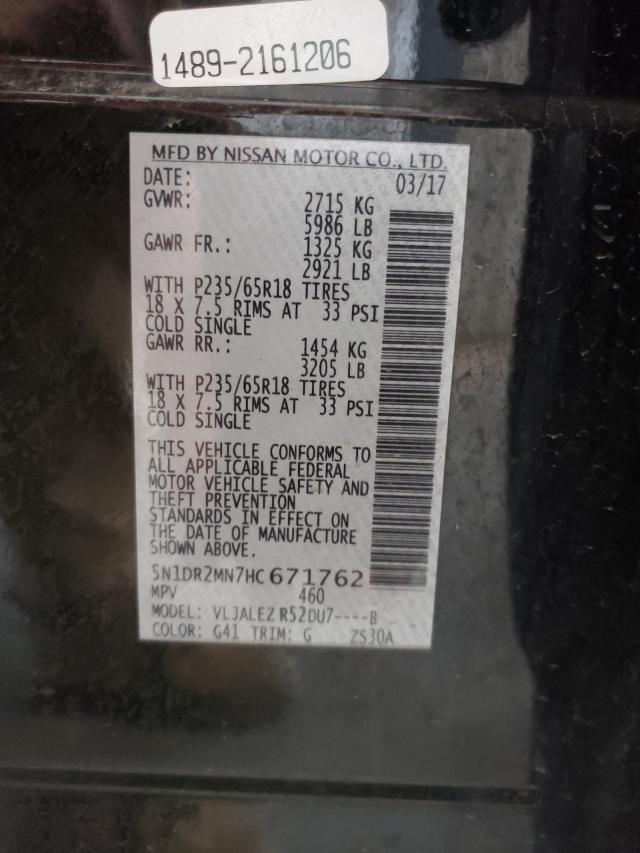 1489-2161206
MFD BY NISSAN MOTOR CO., LTD.
DATE: 03/17
GVWR: 2715 KG
5986 LB
GAWR FR.: 1325 KG
2921 LB
WITH P235/65R18 TIRES
18 X 7.5 RIMS AT 33 PSI
COLD SINGLE
GAWR RR.: 1454 KG
3205 LB
WITH P235/65R18 TIRES
18 X 7.5 RIMS AT 33 PSI
COLD SINGLE
THIS VEHICLE CONFORMS TO
ALL APPLICABLE FEDERAL
MOTOR VEHICLE SAFETY AND
THEFT PREVENTION
STANDARDS IN EFFECT ON
THE DATE OF MANUFACTURE
SHOWN ABOVE.
5N1DR2MN7HC671762
MPV 460
MODEL: VLJALEZ R52DU7----B
COLOR: G41 TRIM: G ZS30A